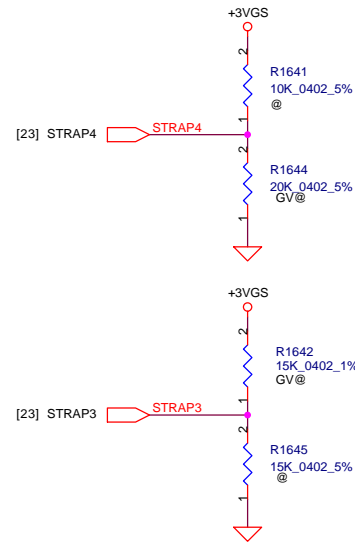 +3VGS
2
R1641
10K_0402_5%
@
1
[23] STRAP4
STRAP4
2
R1644
20K_0402_5%
GV@
1
+3VGS
2
R1642
15K_0402_1%
GV@
1
[23] STRAP3
STRAP3
2
R1645
15K_0402_5%
@
1